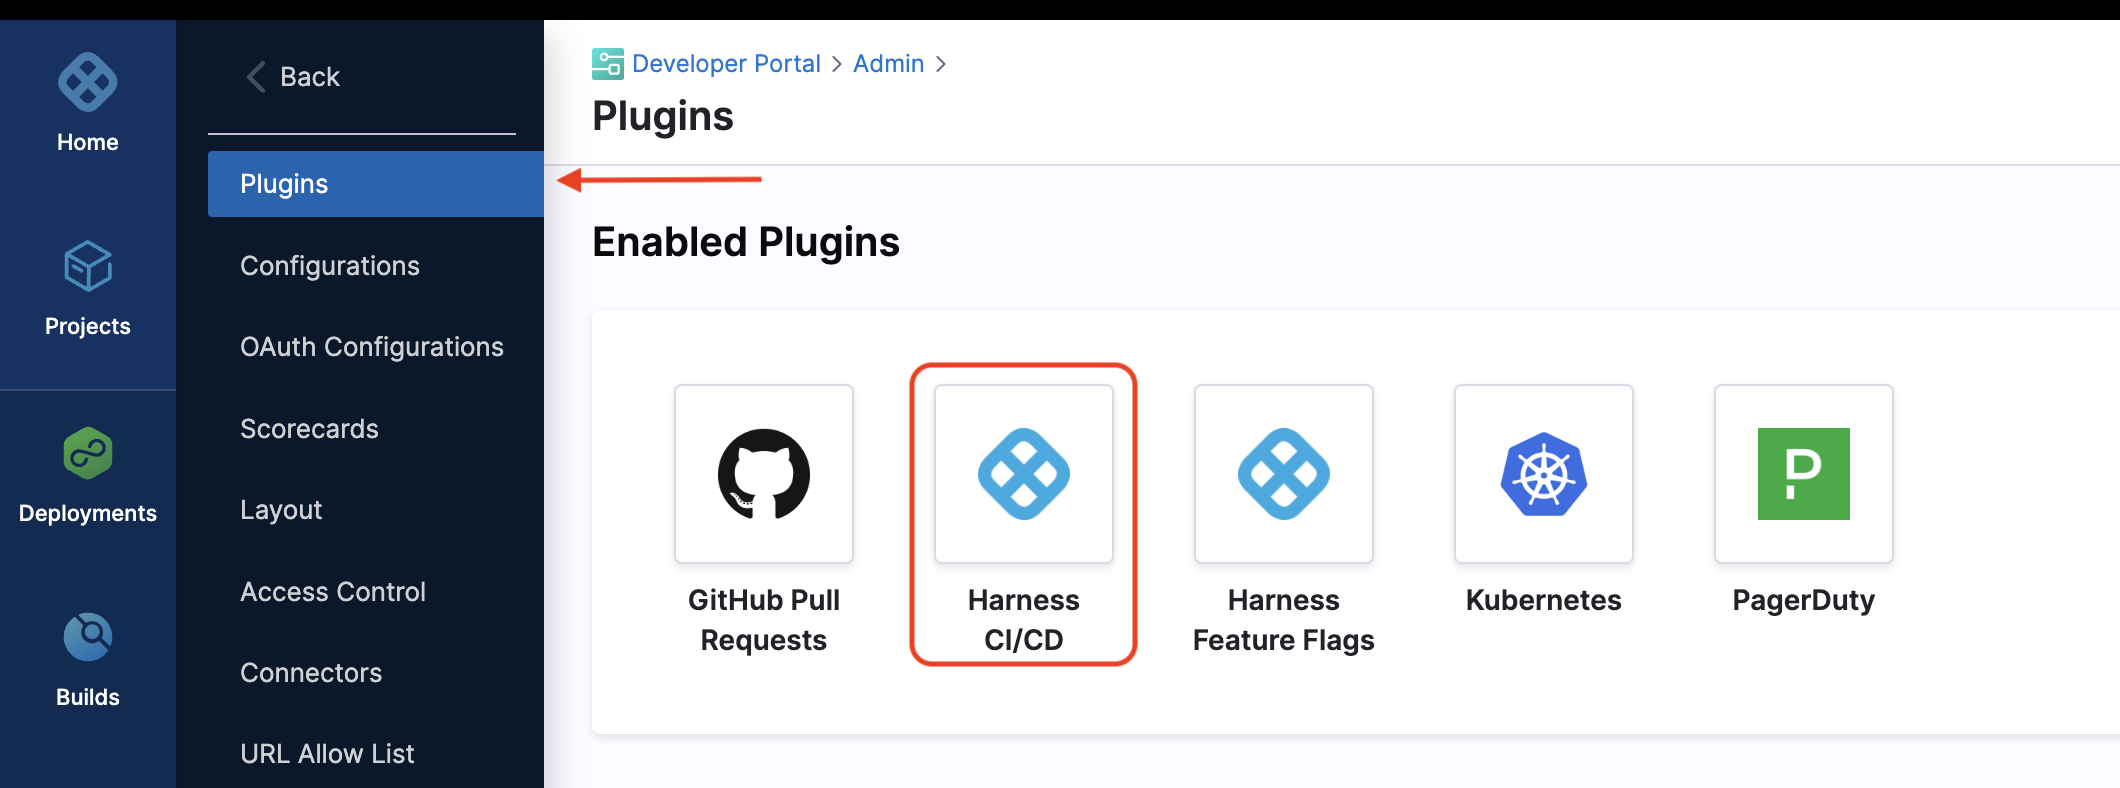 Home
Projects
Deployments
Builds
Back
Plugins
Configurations
OAuth Configurations
Scorecards
Layout
Access Control
Connectors
URL Allow List
Developer Portal > Admin >
Plugins
Enabled Plugins
GitHub Pull
Requests
Harness
CI/CD
Harness
Feature Flags
Kubernetes
P
PagerDuty